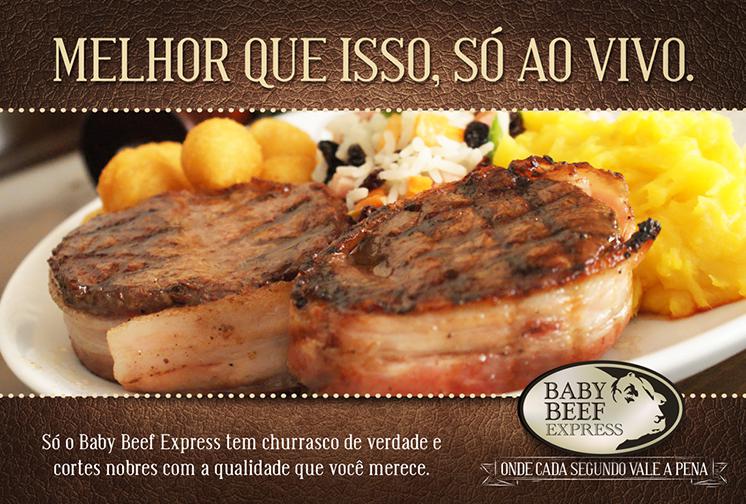 MELHOR QUE ISSO, SÓ AO VIVO.
Só o Baby Beef Express tem churrasco de verdade e
cortes nobres com a qualidade que você merece.
BABY
BEEF
EXPRESS
ONDE CADA SEGUNDO VALE A PENA